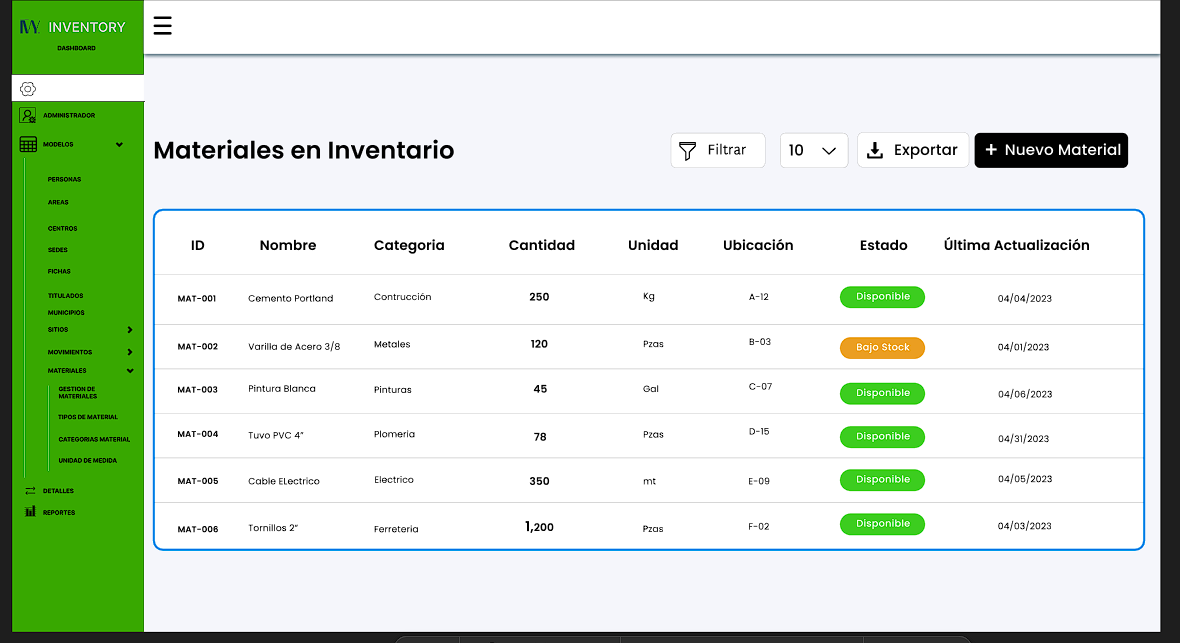 INV INVENTORY
DASHBOARD
ADMINISTRADOR
MODELOS
PERSONAS
AREAS
CENTROS
SEDES
FICHAS
TITULADOS
MUNICIPIOS
SITIOS
MOVIMIENTOS
MATERIALES
GESTION DE
MATERIALES
TIPOS DE MATERIAL
CATEGORIAS MATERIAL
UNIDAD DE MEDIDA
DETALLES
REPORTES
Materiales en Inventario
Filtrar
10
Exportar
+ Nuevo Material
ID Nombre Categoria Cantidad Unidad Ubicación Estado Última Actualización
MAT-001 Cemento Portland Contrucción 250 Kg A-12 Disponible 04/04/2023
MAT-002 Varilla de Acero 3/8 Metales 120 Pzas B-03 Bajo Stock 04/01/2023
MAT-003 Pintura Blanca Pinturas 45 Gal C-07 Disponible 04/06/2023
MAT-004 Tuvo PVC 4" Plomeria 78 Pzas D-15 Disponible 04/31/2023
MAT-005 Cable ELectrico Electrico 350 mt E-09 Disponible 04/05/2023
MAT-006 Tornillos 2" Ferreteria 1,200 Pzas F-02 Disponible 04/03/2023